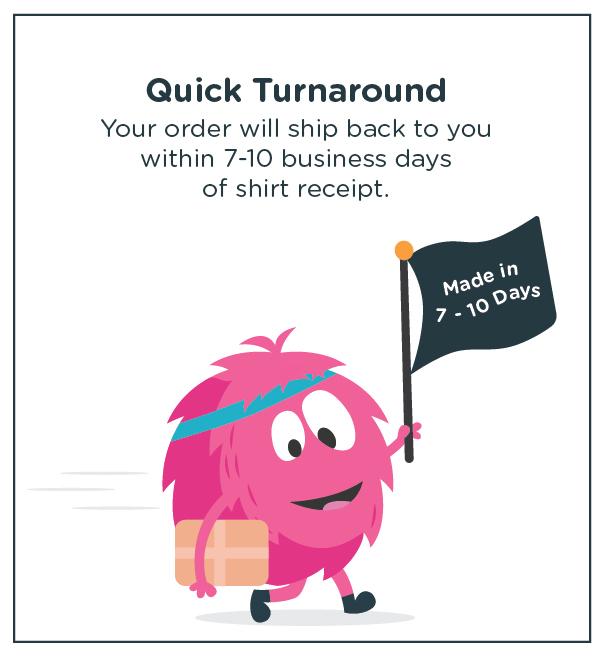 Quick Turnaround
Your order will ship back to you
within 7-10 business days
of shirt receipt.
Made in
7 - 10 Days